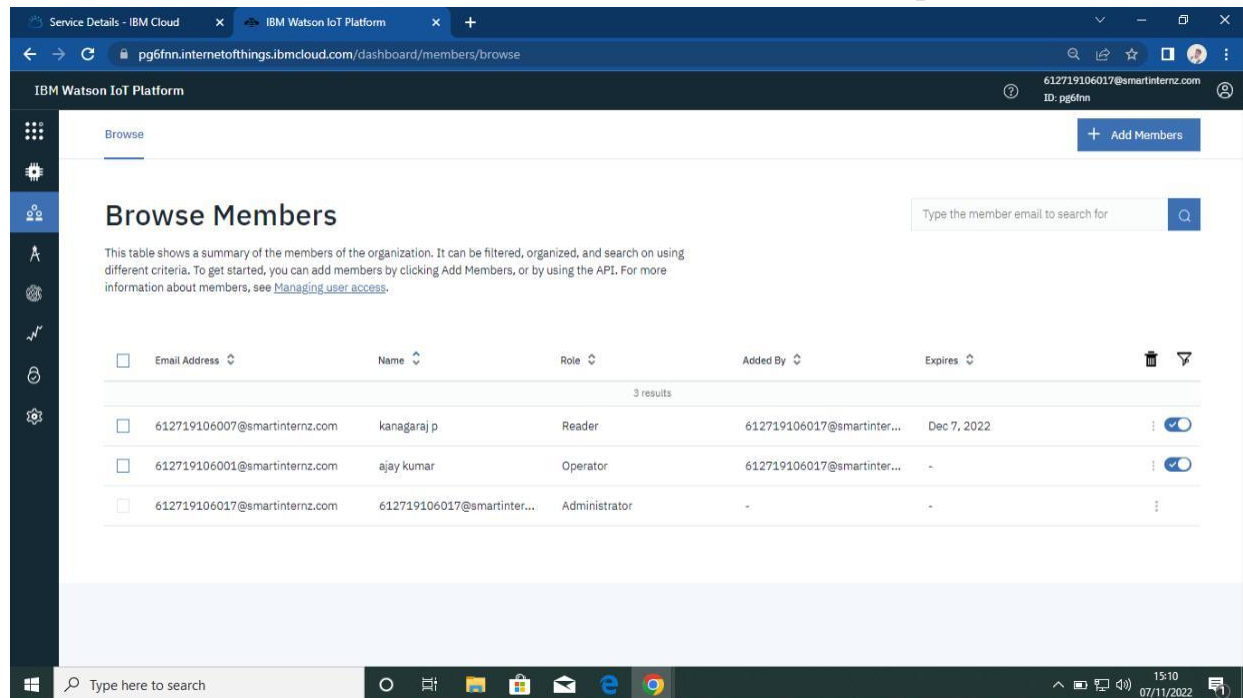 Service Details - IBM Cloud
IBM Watson IoT Platform
pg6fnn.internetofthings.ibmcloud.com/dashboard/members/browse
IBM Watson IoT Platform
612719106017@smartinternz.com
ID: pg6fnn
Browse
+ Add Members
Browse Members
Type the member email to search for
This table shows a summary of the members of the organization. It can be filtered, organized, and search on using
different criteria. To get started, you can add members by clicking Add Members, or by using the API. For more
information about members, see Managing user access.
Email Address Name Role Added By Expires
3 results
612719106007@smartinternz.com kanagaraj p Reader 612719106017@smartinter... Dec 7, 2022
612719106001@smartinternz.com ajay kumar Operator 612719106017@smartinter... -
612719106017@smartinternz.com 612719106017@smartinter... Administrator - -
Type here to search
15:10
07/11/2022